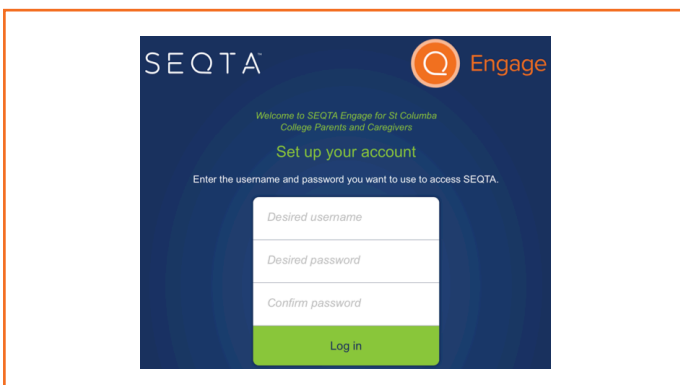 SEQTA™
Engage
Welcome to SEQTA Engage for St Columba
College Parents and Caregivers
Set up your account
Enter the username and password you want to use to access SEQTA.
Desired username
Desired password
Confirm password
Log in